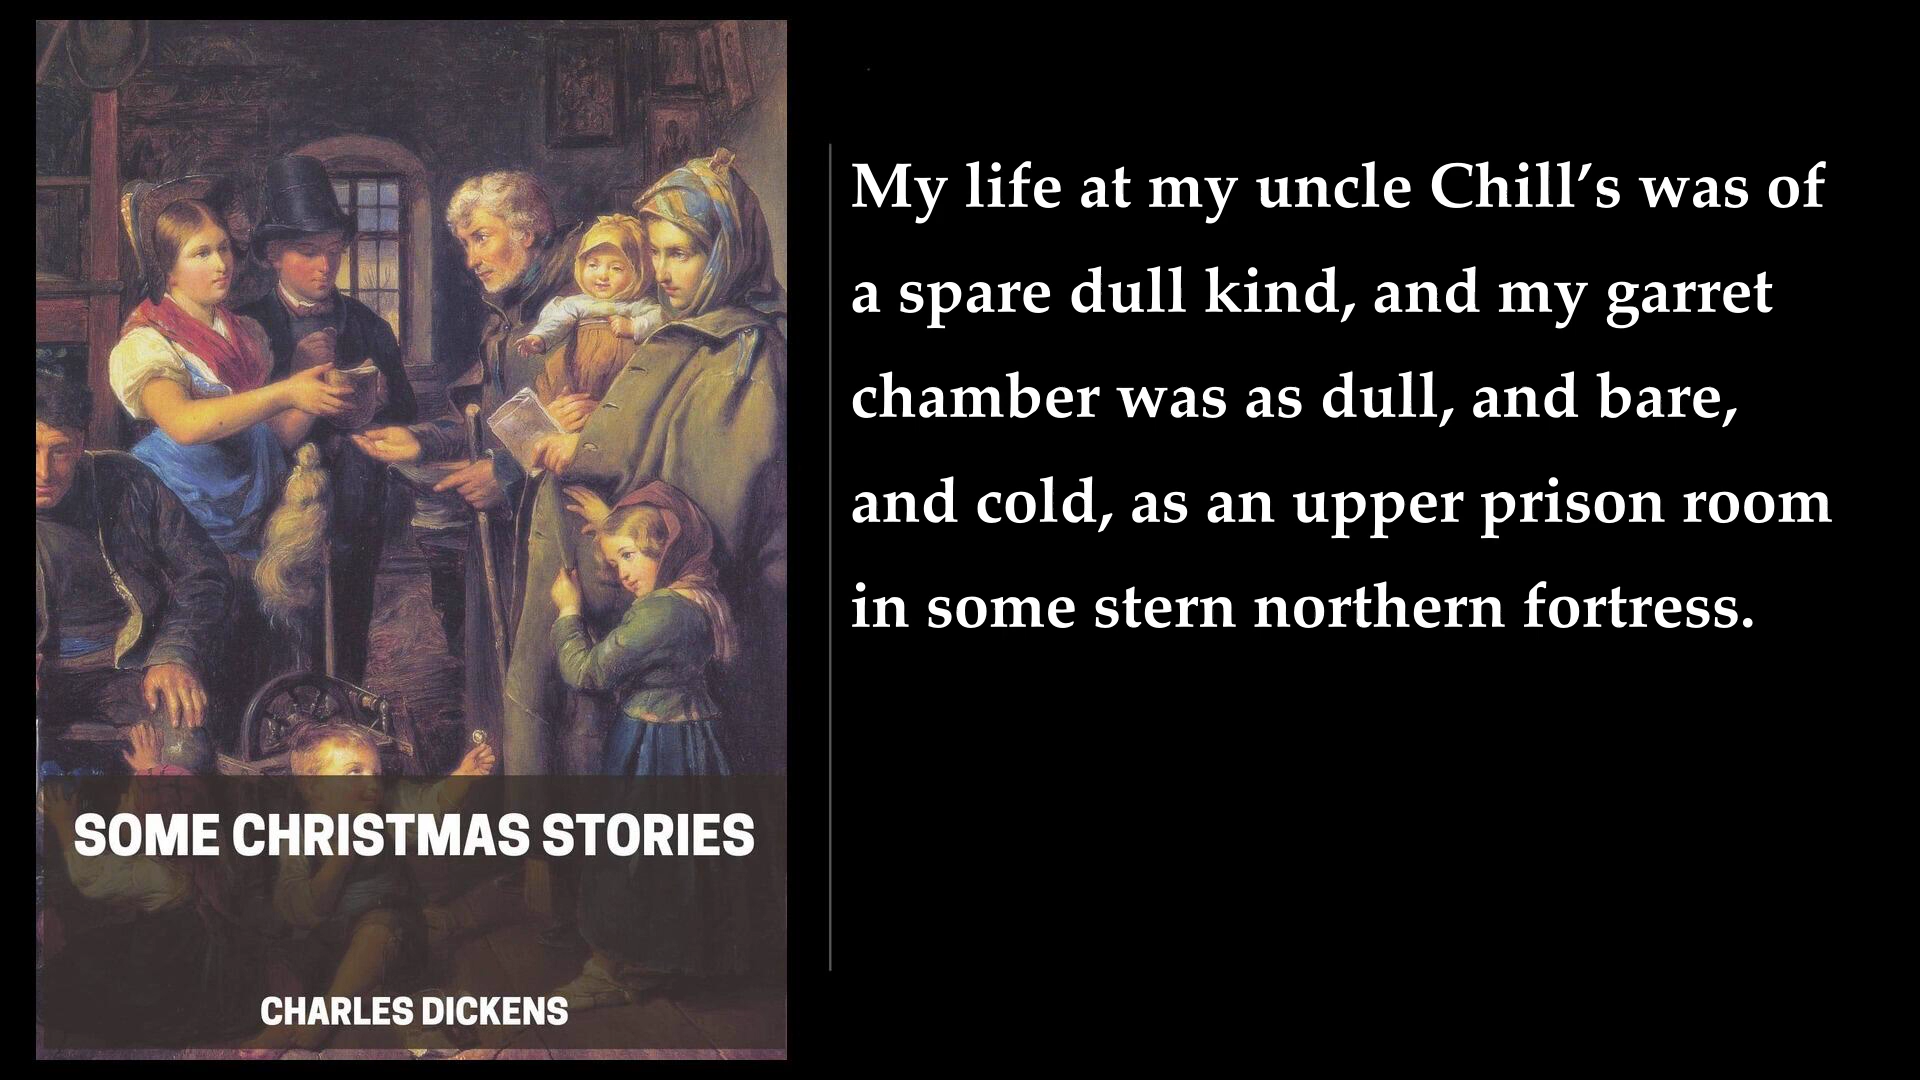 SOME CHRISTMAS STORIES
CHARLES DICKENS
My life at my uncle Chill’s was of
a spare dull kind, and my garret
chamber was as dull, and bare,
and cold, as an upper prison room
in some stern northern fortress.